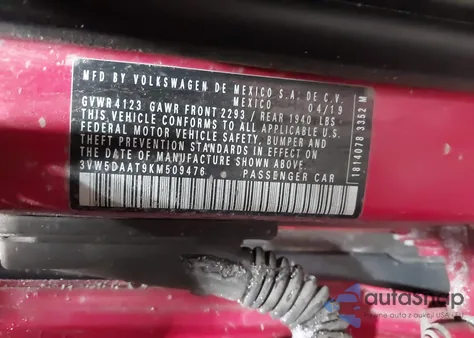 MFD BY VOLKSWAGEN DE MEXICO S.A. DE C.V.
MEXICO 04/19
GVWR 4123 GAWR FRONT 2293 / REAR 1940 LBS.
THIS VEHICLE CONFORMS TO ALL APPLICABLE U.S.
FEDERAL MOTOR VEHICLE SAFETY, BUMPER AND
THEFT PREVENTION STANDARDS IN EFFECT ON
THE DATE OF MANUFACTURE SHOWN ABOVE.
3VW5DAAT9KM509476 PASSENGER CAR
1814078 3352 M
autoSnap